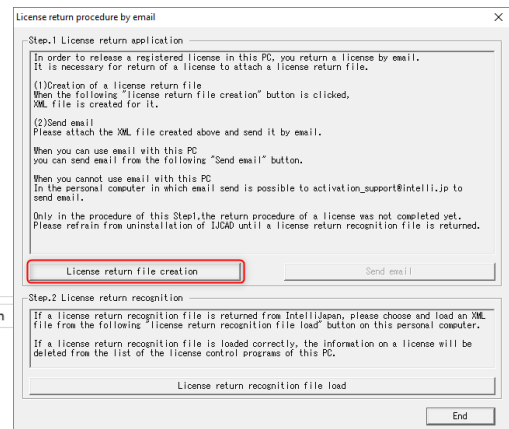 License return procedure by email
Step.1 License return application
In order to release a registered license in this PC, you return a license by email.
It is necessary for return of a license to attach a license return file.
(1)Creation of a license return file
When the following "license return file creation" button is clicked,
XML file is created for it.
(2)Send email
Please attach the XML file created above and send it by email.
When you can use email with this PC
you can send email from the following "Send email" button.
When you cannot use email with this PC
In the personal computer in which email send is possible to activation_support@intelli.jp to
send email.
Only in the procedure of this Step1,the return procedure of a license was not completed yet.
Please refrain from uninstallation of IJCAD until a license return recognition file is returned.
License return file creation
Send email
Step.2 License return recognition
If a license return recognition file is returned from IntelliJapan, please choose and load an XML
file from the following "license return recognition file load" button on this personal computer.
If a license return recognition file is loaded correctly, the information on a license will be
deleted from the list of the license control programs of this PC.
License return recognition file load
End